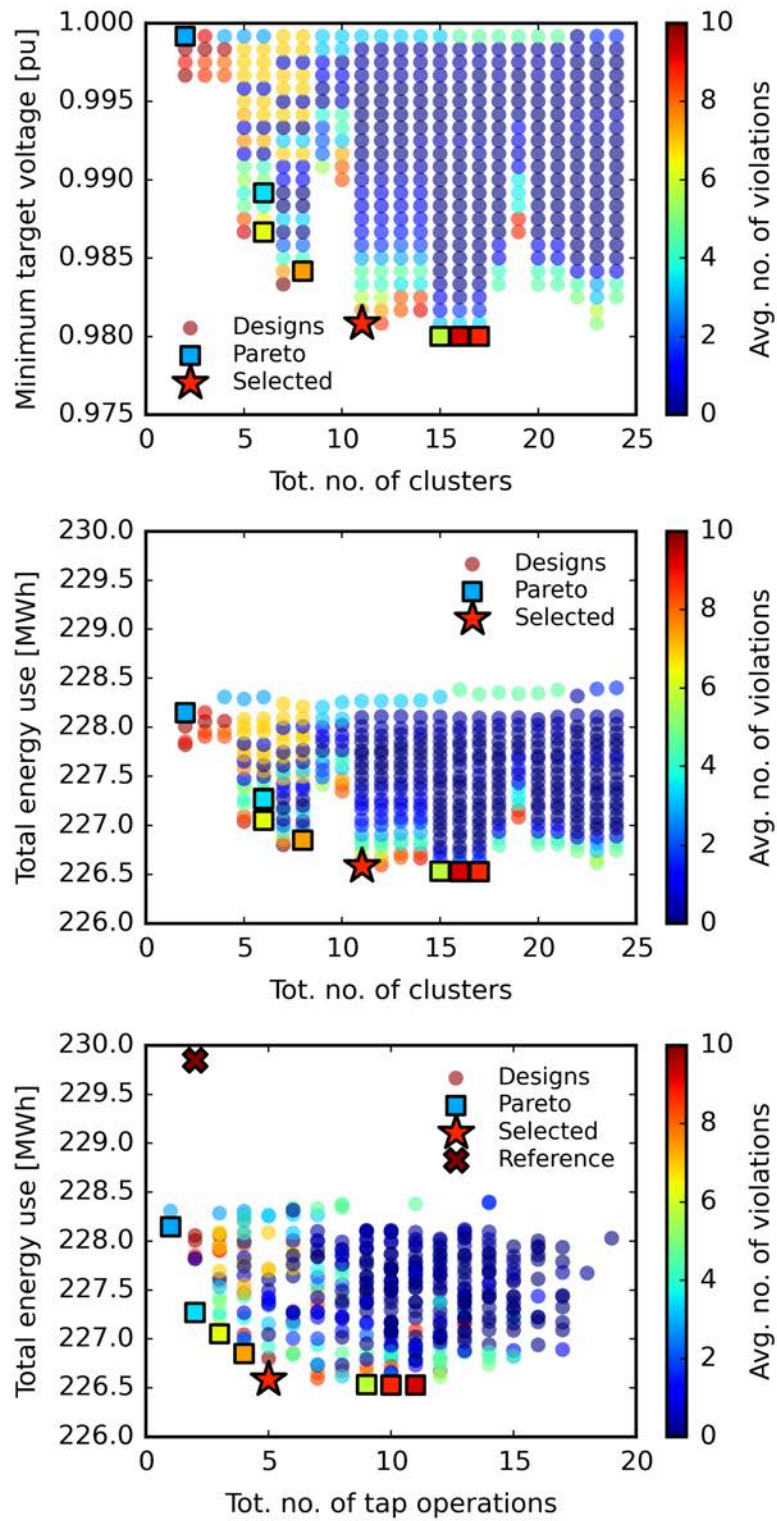 1.000
0.995
0.990
0.985
0.980
0.975
Minimum target voltage [pu]
Designs
Pareto
Selected
0 5 10 15 20 25
Tot. no. of clusters
10
8
6
4
2
0
Avg. no. of violations
230.0
229.5
229.0
228.5
228.0
227.5
227.0
226.5
226.0
Total energy use [MWh]
Designs
Pareto
Selected
0 5 10 15 20 25
Tot. no. of clusters
10
8
6
4
2
0
Avg. no. of violations
230.0
229.5
229.0
228.5
228.0
227.5
227.0
226.5
226.0
Total energy use [MWh]
Designs
Pareto
Selected
Reference
0 5 10 15 20
Tot. no. of tap operations
10
8
6
4
2
0
Avg. no. of violations